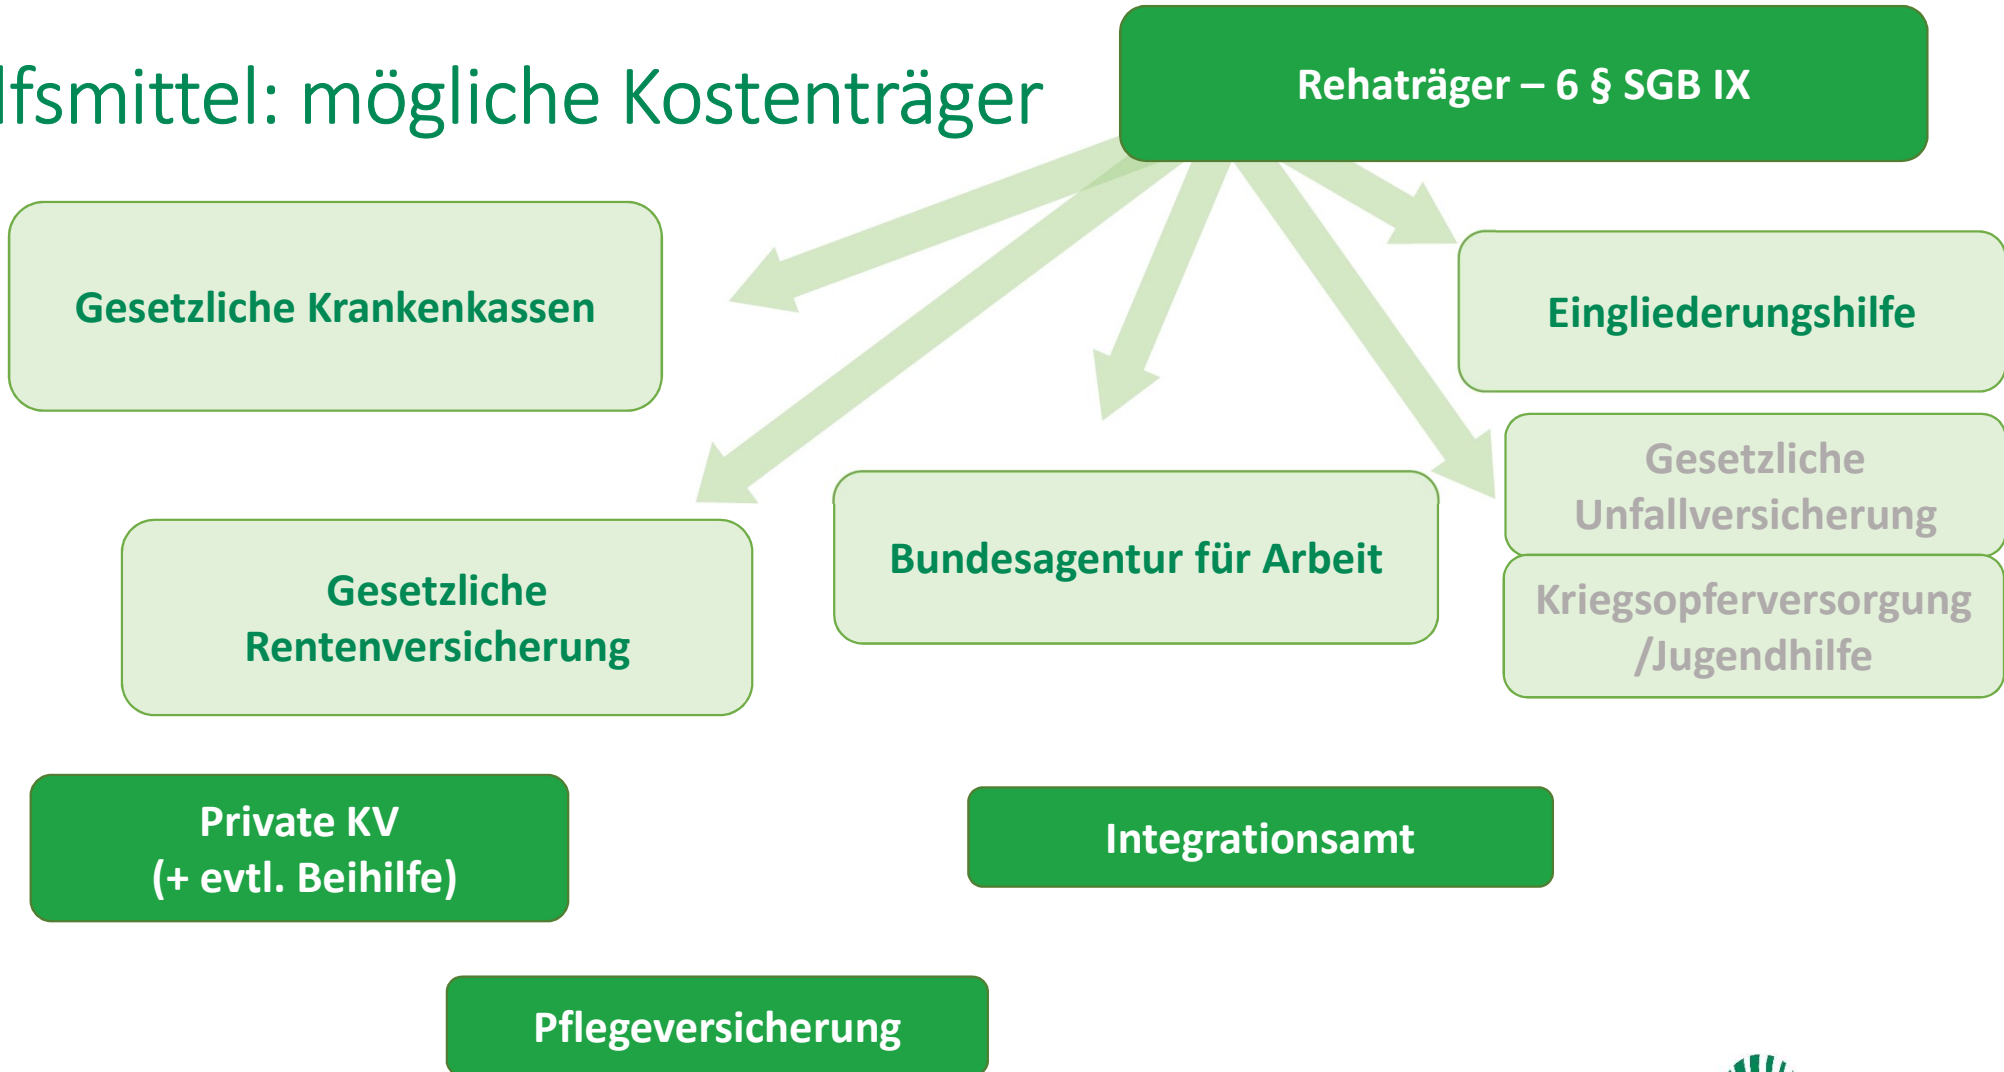 lfsmittel: mögliche Kostenträger
Rehaträger – 6 § SGB IX
Gesetzliche Krankenkassen
Eingliederungshilfe
Gesetzliche
Unfallversicherung
Kriegsopferversorgung
/Jugendhilfe
Bundesagentur für Arbeit
Gesetzliche
Rentenversicherung
Private KV
(+ evtl. Beihilfe)
Integrationsamt
Pflegeversicherung